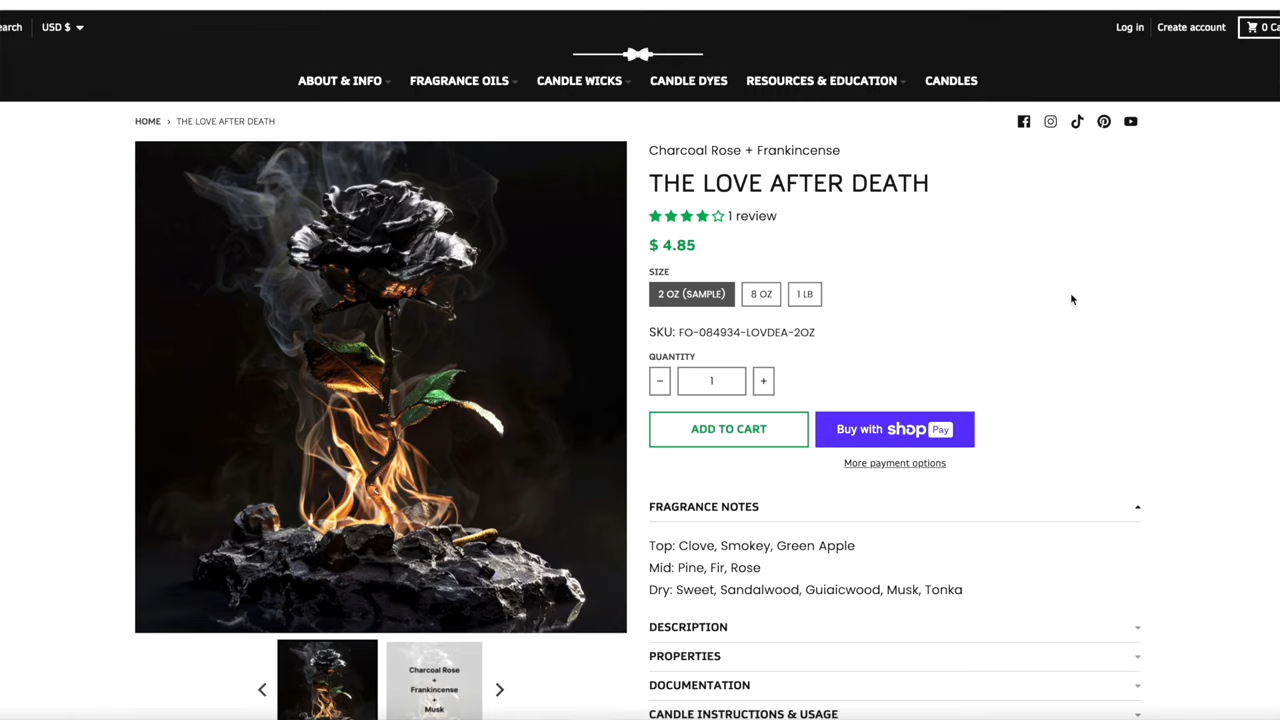 earch
USD $
Log in
Create account
0 Ca
ABOUT & INFO
FRAGRANCE OILS
CANDLE WICKS
CANDLE DYES
RESOURCES & EDUCATION
CANDLES
HOME › THE LOVE AFTER DEATH
Charcoal Rose + Frankincense
THE LOVE AFTER DEATH
1 review
$ 4.85
SIZE
2 OZ (SAMPLE)
8 OZ
1 LB
SKU: FO-084934-LOVDEA-2OZ
QUANTITY
− 1 +
ADD TO CART
Buy with shop Pay
More payment options
FRAGRANCE NOTES
Top: Clove, Smokey, Green Apple
Mid: Pine, Fir, Rose
Dry: Sweet, Sandalwood, Guiaicwood, Musk, Tonka
DESCRIPTION
PROPERTIES
DOCUMENTATION
CANDLE INSTRUCTIONS & USAGE
Charcoal Rose
+
Frankincense
+
Musk